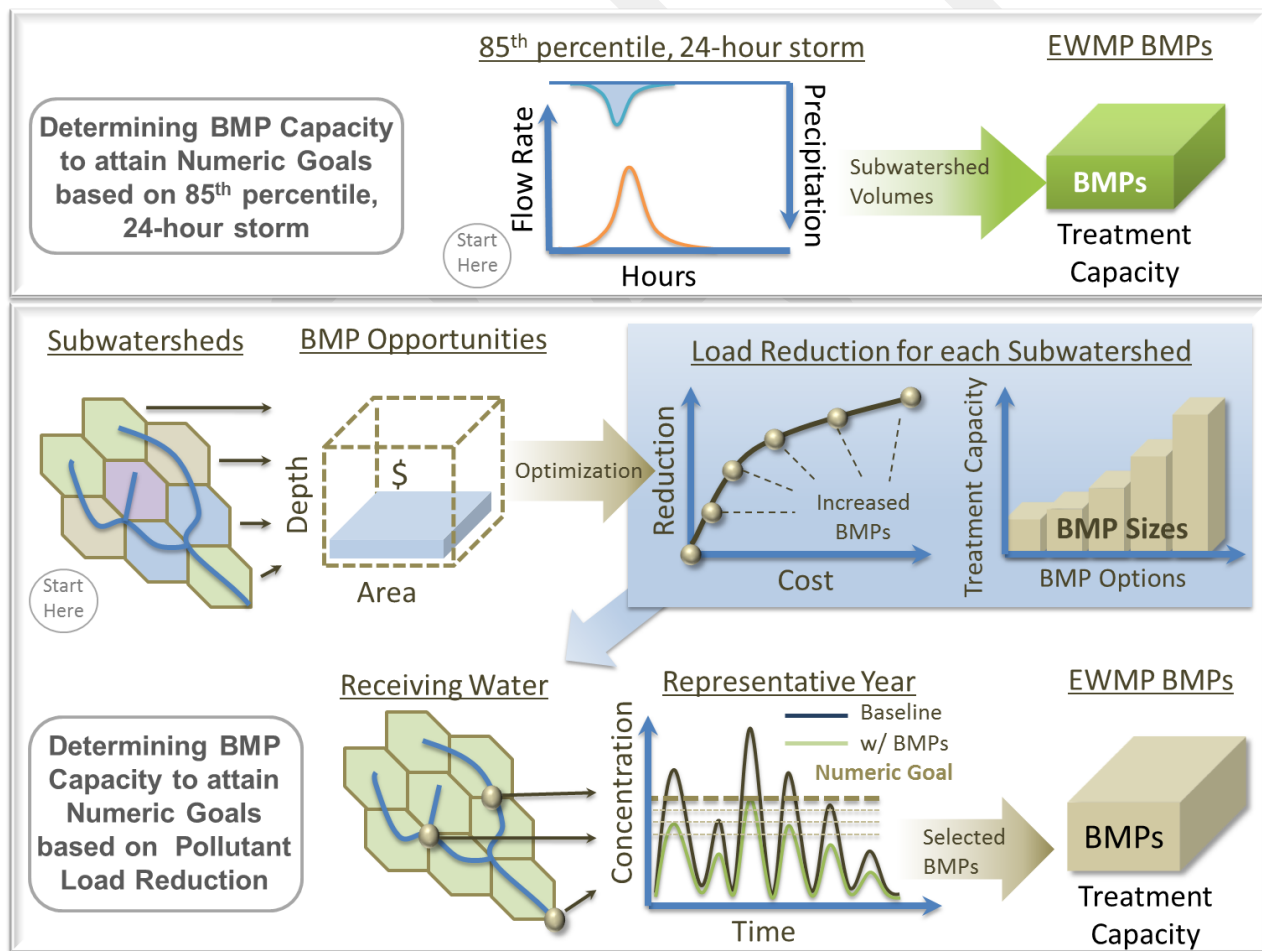 85th percentile, 24-hour storm
EWMP BMPs
Determining BMP Capacity
to attain Numeric Goals
based on 85th percentile,
24-hour storm
Start
Here
Flow Rate
Precipitation
Hours
Subwatershed
Volumes
BMPs
Treatment
Capacity
Subwatersheds
BMP Opportunities
Load Reduction for each Subwatershed
Depth
$
Area
Optimization
Reduction
Increased
BMPs
Cost
Treatment Capacity
BMP Sizes
BMP Options
Start
Here
Receiving Water
Representative Year
EWMP BMPs
Determining BMP
Capacity to attain
Numeric Goals
based on Pollutant
Load Reduction
Concentration
Baseline
w/ BMPs
Numeric Goal
Time
Selected
BMPs
BMPs
Treatment
Capacity